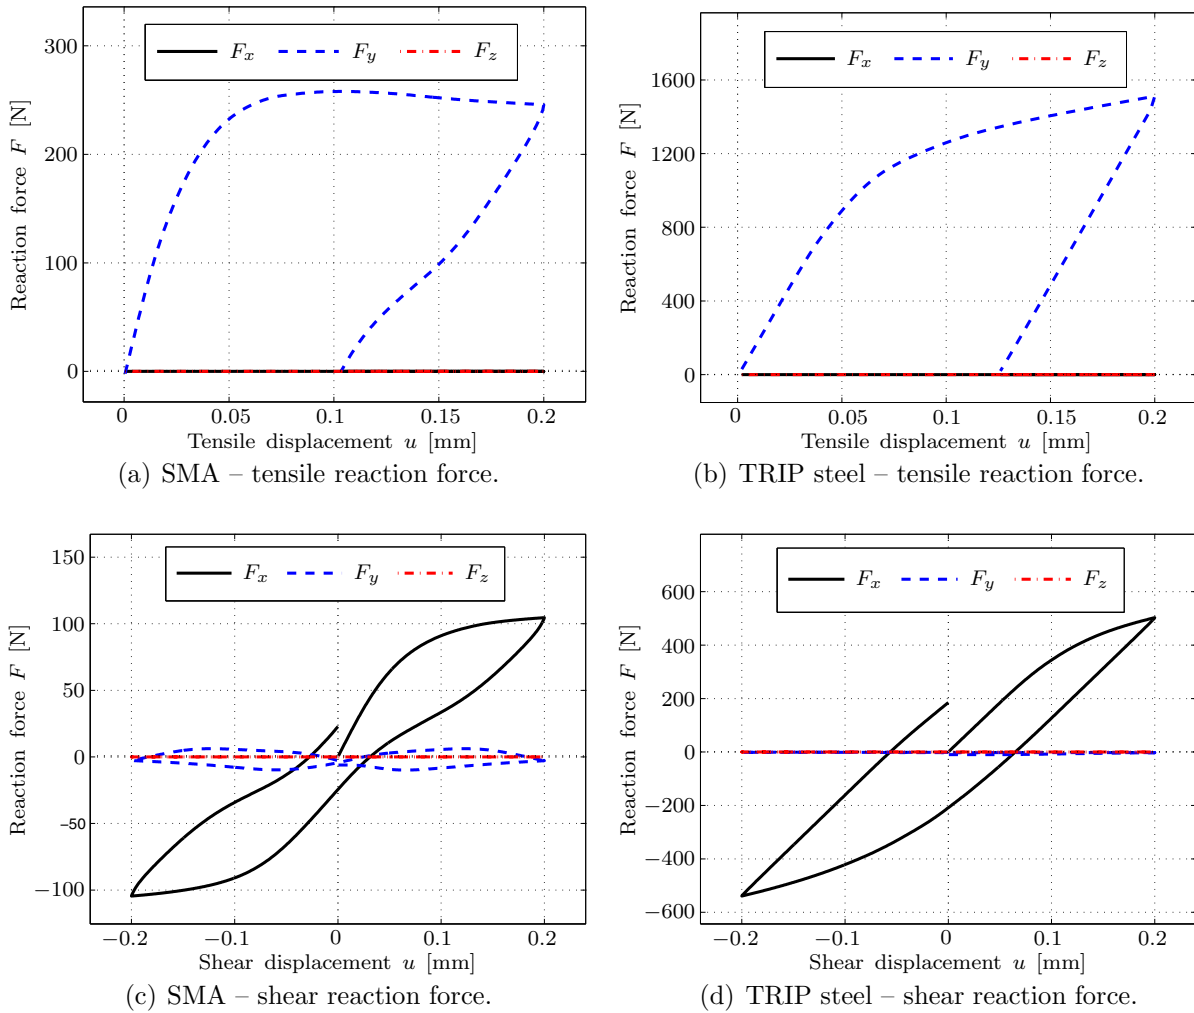 F_x F_y F_z
300
200
100
0
Reaction force F [N]
0 0.05 0.1 0.15 0.2
Tensile displacement u [mm]
(a) SMA – tensile reaction force.
F_x F_y F_z
1600
1200
800
400
0
Reaction force F [N]
0 0.05 0.1 0.15 0.2
Tensile displacement u [mm]
(b) TRIP steel – tensile reaction force.
F_x F_y F_z
150
100
50
0
−50
−100
Reaction force F [N]
−0.2 −0.1 0 0.1 0.2
Shear displacement u [mm]
(c) SMA – shear reaction force.
F_x F_y F_z
600
400
200
0
−200
−400
−600
Reaction force F [N]
−0.2 −0.1 0 0.1 0.2
Shear displacement u [mm]
(d) TRIP steel – shear reaction force.